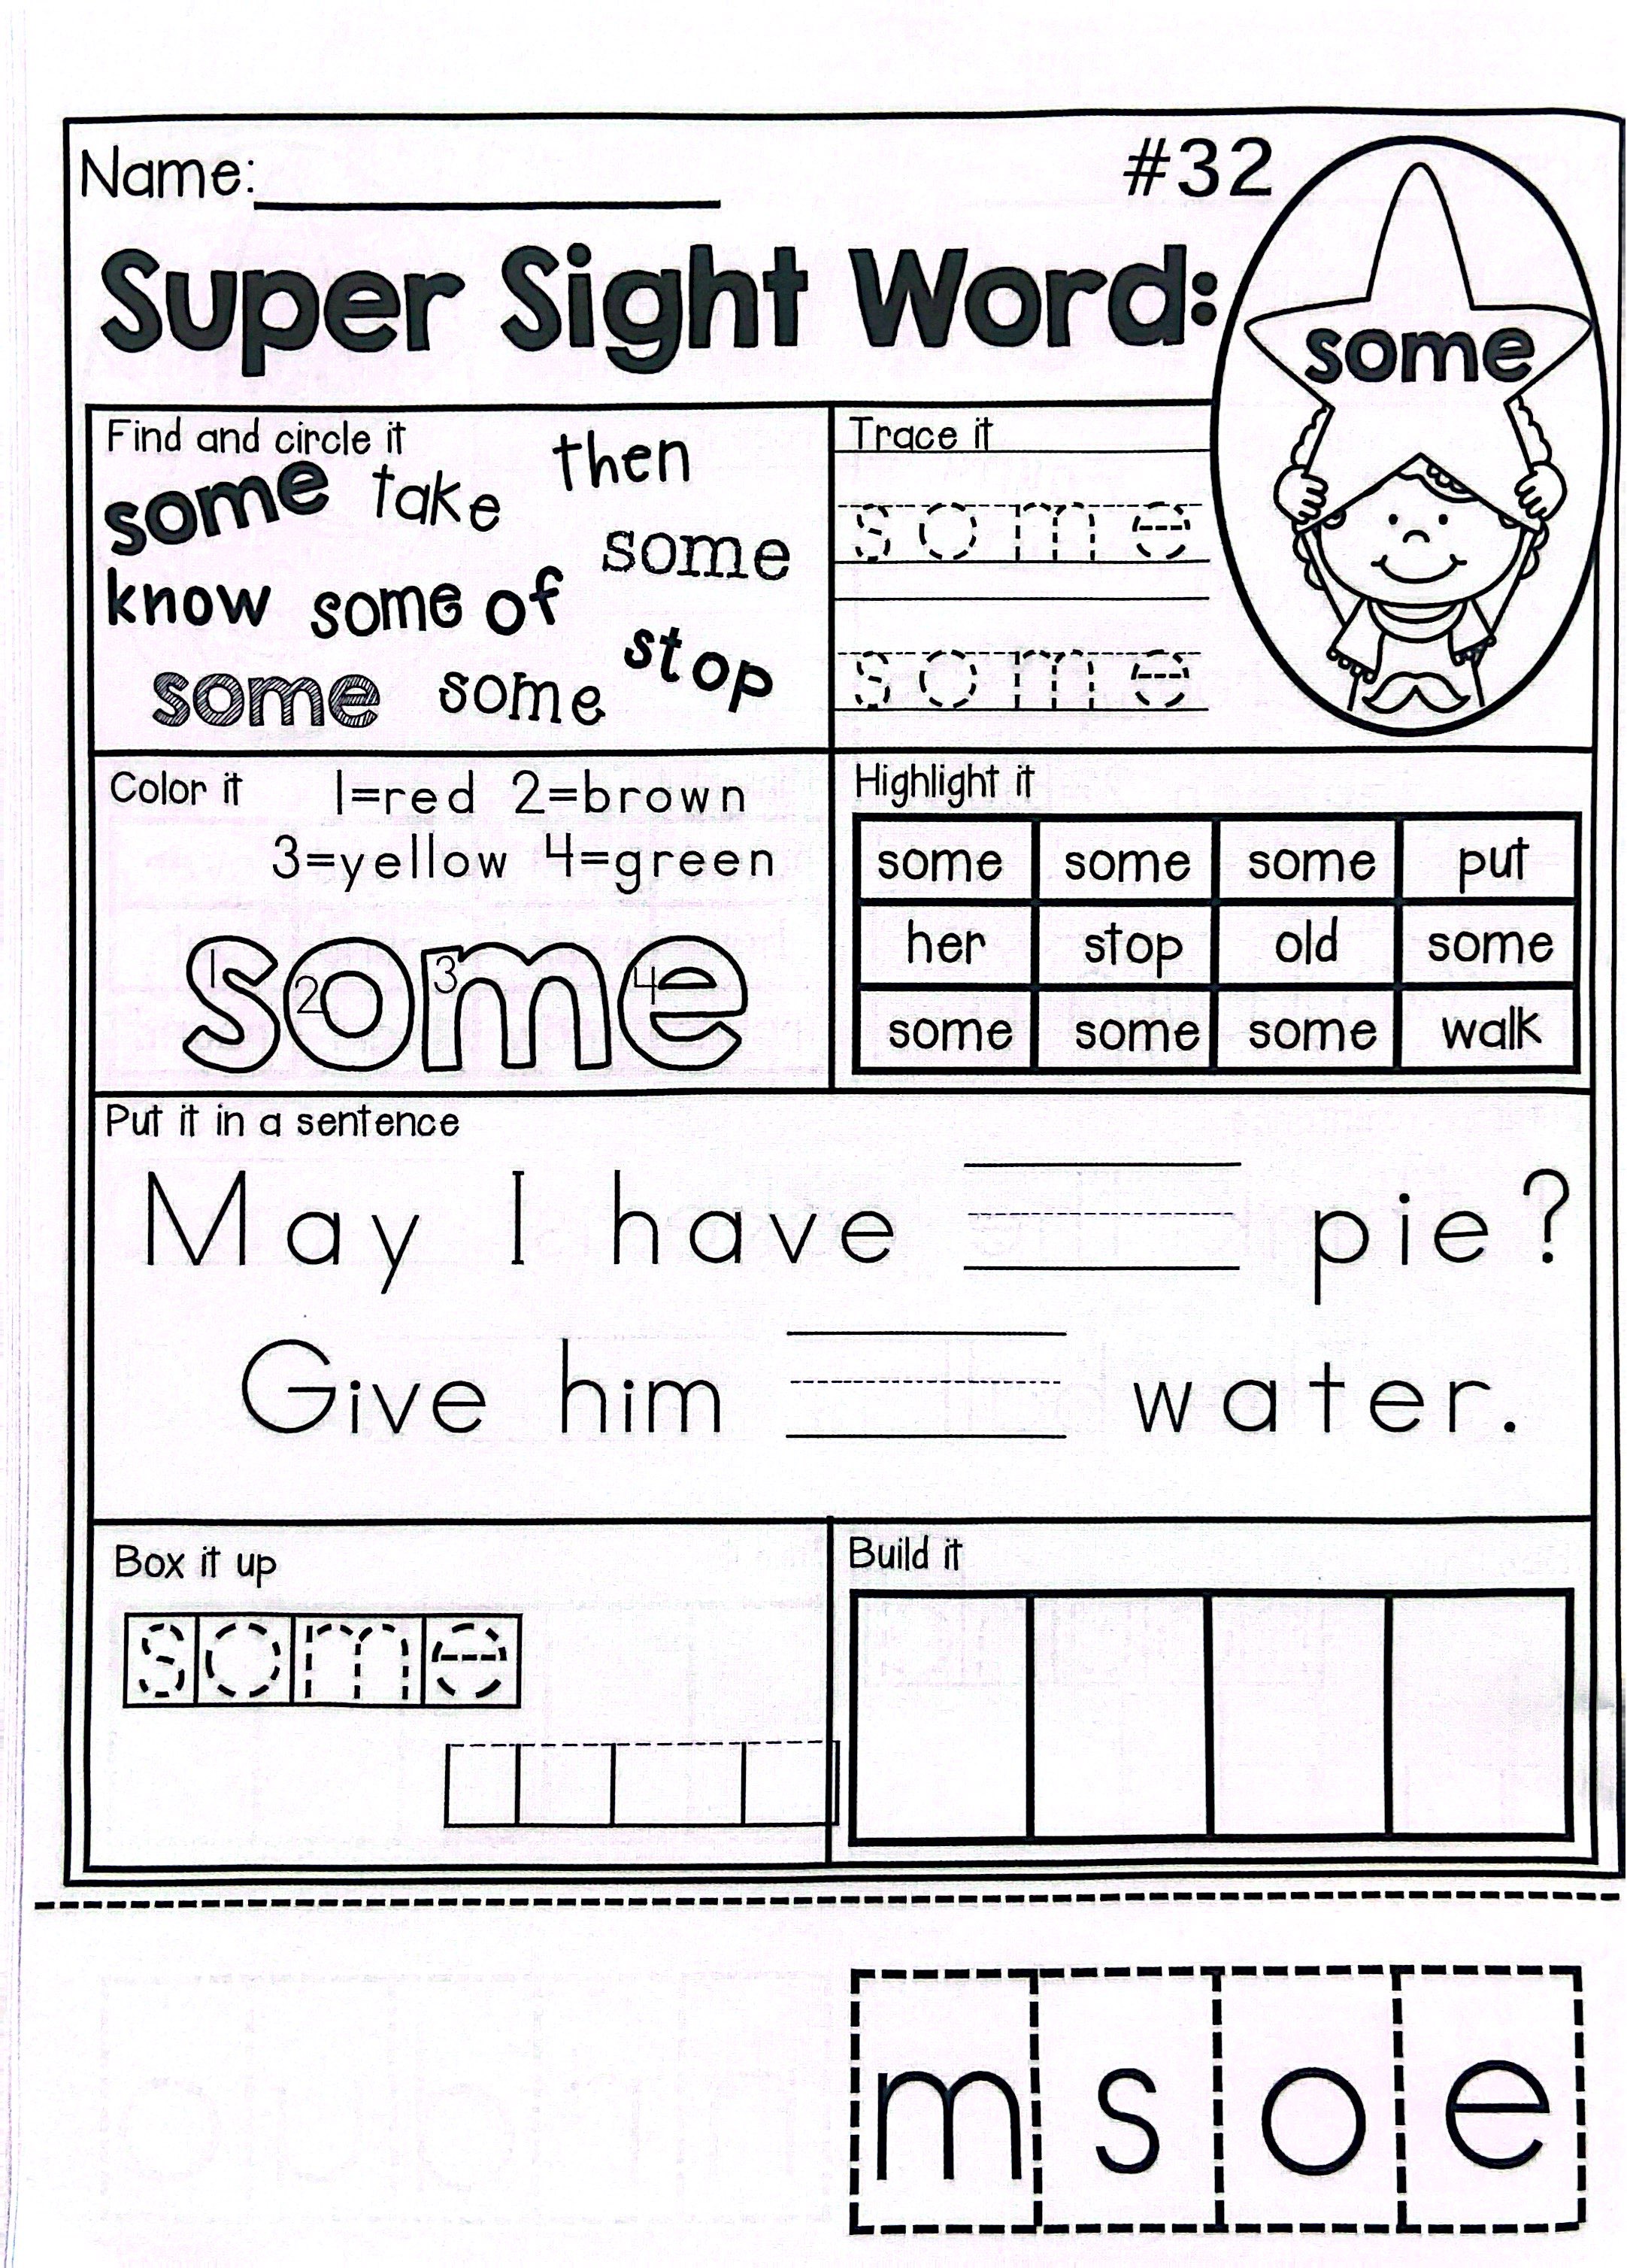 Name:
#32
Super Sight Word:
some
Find and circle it
some take then
some
know some of
stop
some some
Trace it
some
some
Color it 1=red 2=brown
3=yellow 4=green
some
1 2 3 4
Highlight it
some some some put
her stop old some
some some some walk
Put it in a sentence
May I have pie?
Give him water.
Box it up
some
Build it
m s o e